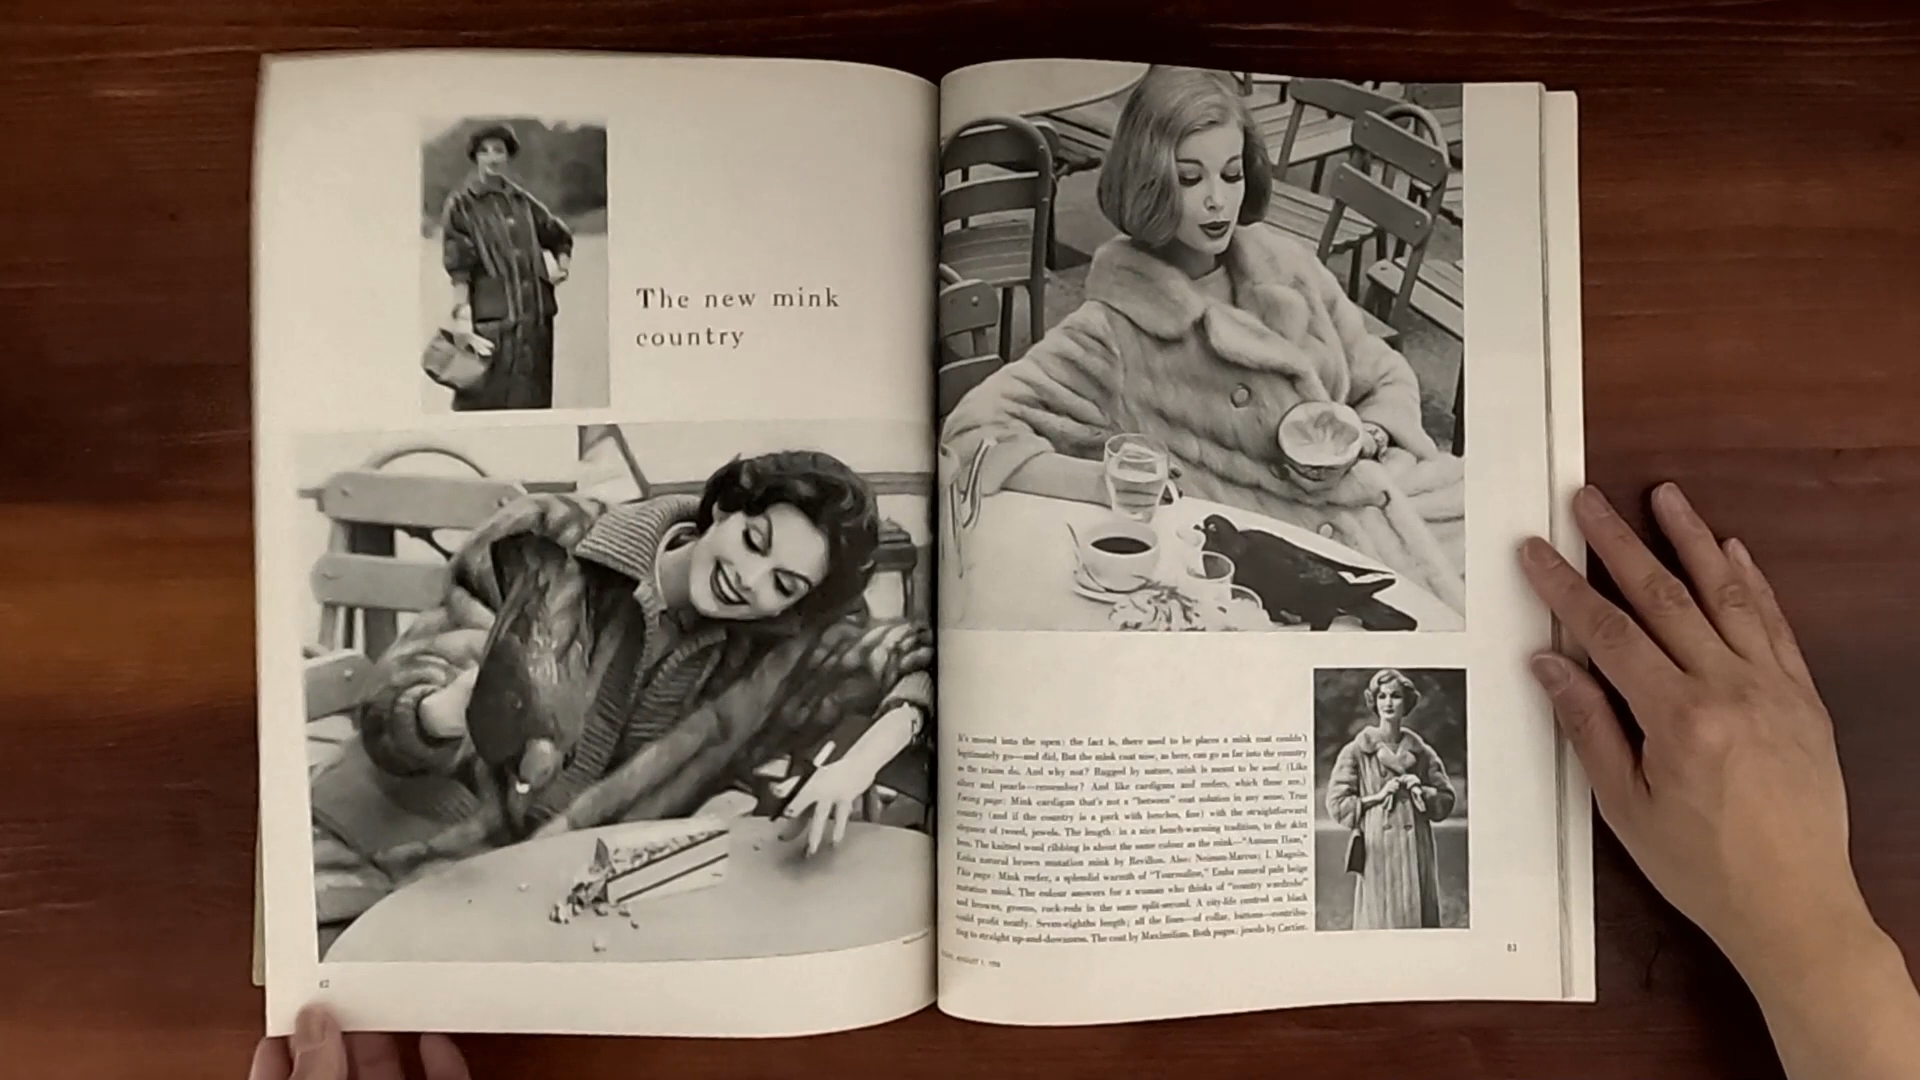 The new mink
country
It's moved into the open: the fact is, there used to be places a mink coat couldn't
legitimately go—and did. But the mink coat now, as here, can go as far into the country
as the trains do. And why not? Rugged by nature, mink is meant to be used. (Like
silver and pearls—remember? And like cardigans and reefers, which these are.)
Facing page: Mink cardigan that's not a "between" coat solution in any sense. True
country (and if the country is a park with benches, fine) with the straightforward
elegance of tweed, jewels. The length: in a nice bench-warming tradition, to the skirt
hem. The knitted wool ribbing is about the same colour as the mink—"Autumn Haze,"
Emba natural brown mutation mink by Revillon. Also: Neiman-Marcus; I. Magnin.
This page: Mink reefer, a splendid warmth of "Tourmaline," Emba natural pale beige
mutation mink. The colour answers for a woman who thinks of "country wardrobe"
and browns, greens, rock-reds in the same split-second. A city-life centred on black
could profit neatly. Seven-eighths length; all the lines—of collar, buttons—contribu-
ting to straight up-and-downness. The coat by Maximilian. Both pages: jewels by Cartier.
AUGUST 1, 1958
82
83